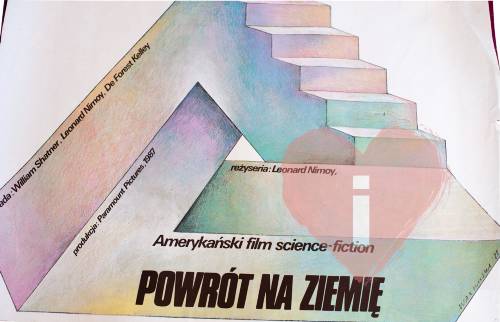 ada: William Shatner, Leonard Nimoy, De Forest Kelley
produkcja: Paramount Pictures, 1987
reżyseria: Leonard Nimoy,
i
Amerykański film science-fiction
POWRÓT NA ZIEMIĘ